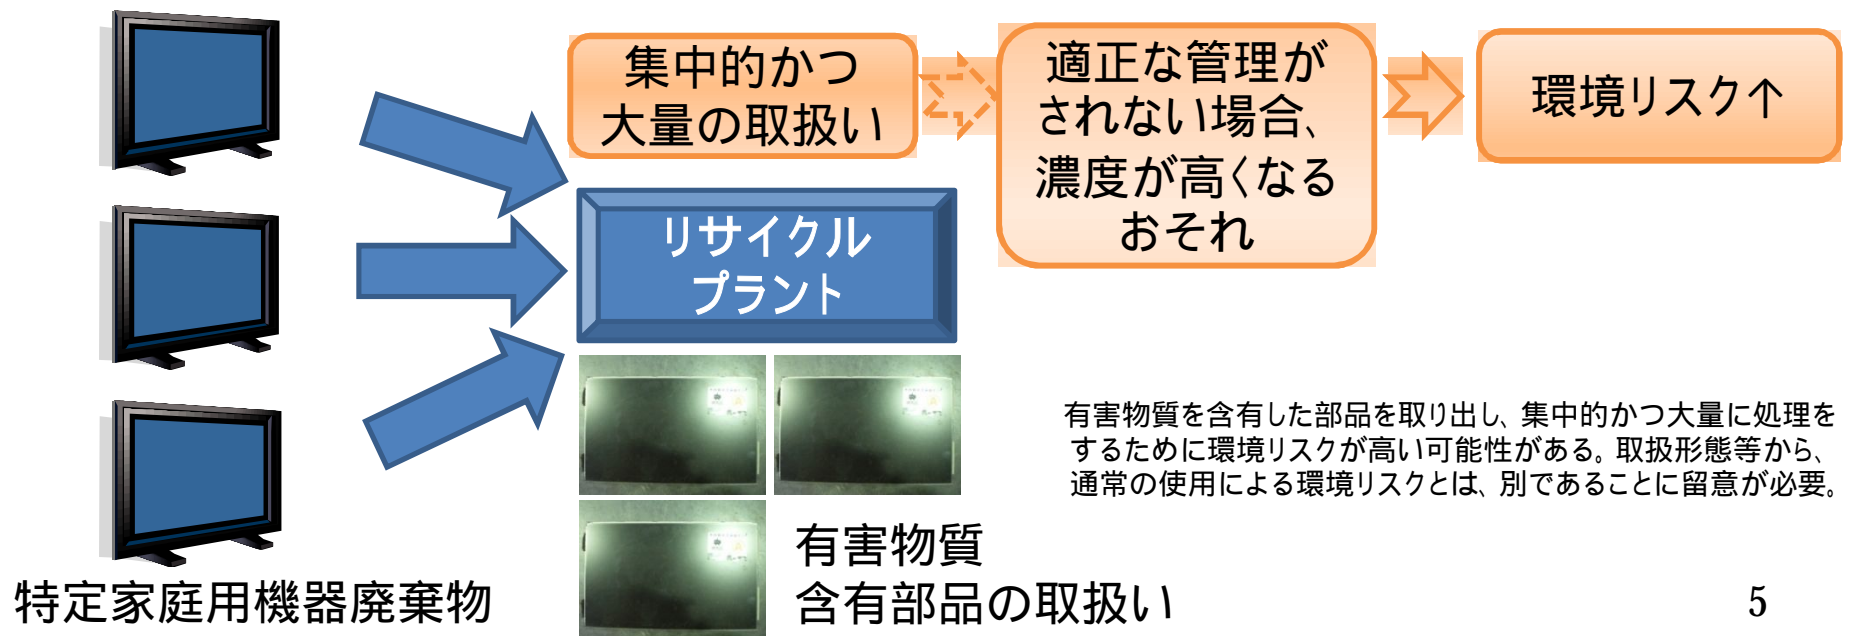 集中的かつ
大量の取扱い
適正な管理が
されない場合、
濃度が高くなる
おそれ
環境リスク↑
リサイクル
プラント
有害物質を含有した部品を取り出し、集中的かつ大量に処理を
するために環境リスクが高い可能性がある。取扱形態等から、
通常の使用による環境リスクとは、別であることに留意が必要。
有害物質
含有部品の取扱い
特定家庭用機器廃棄物
5